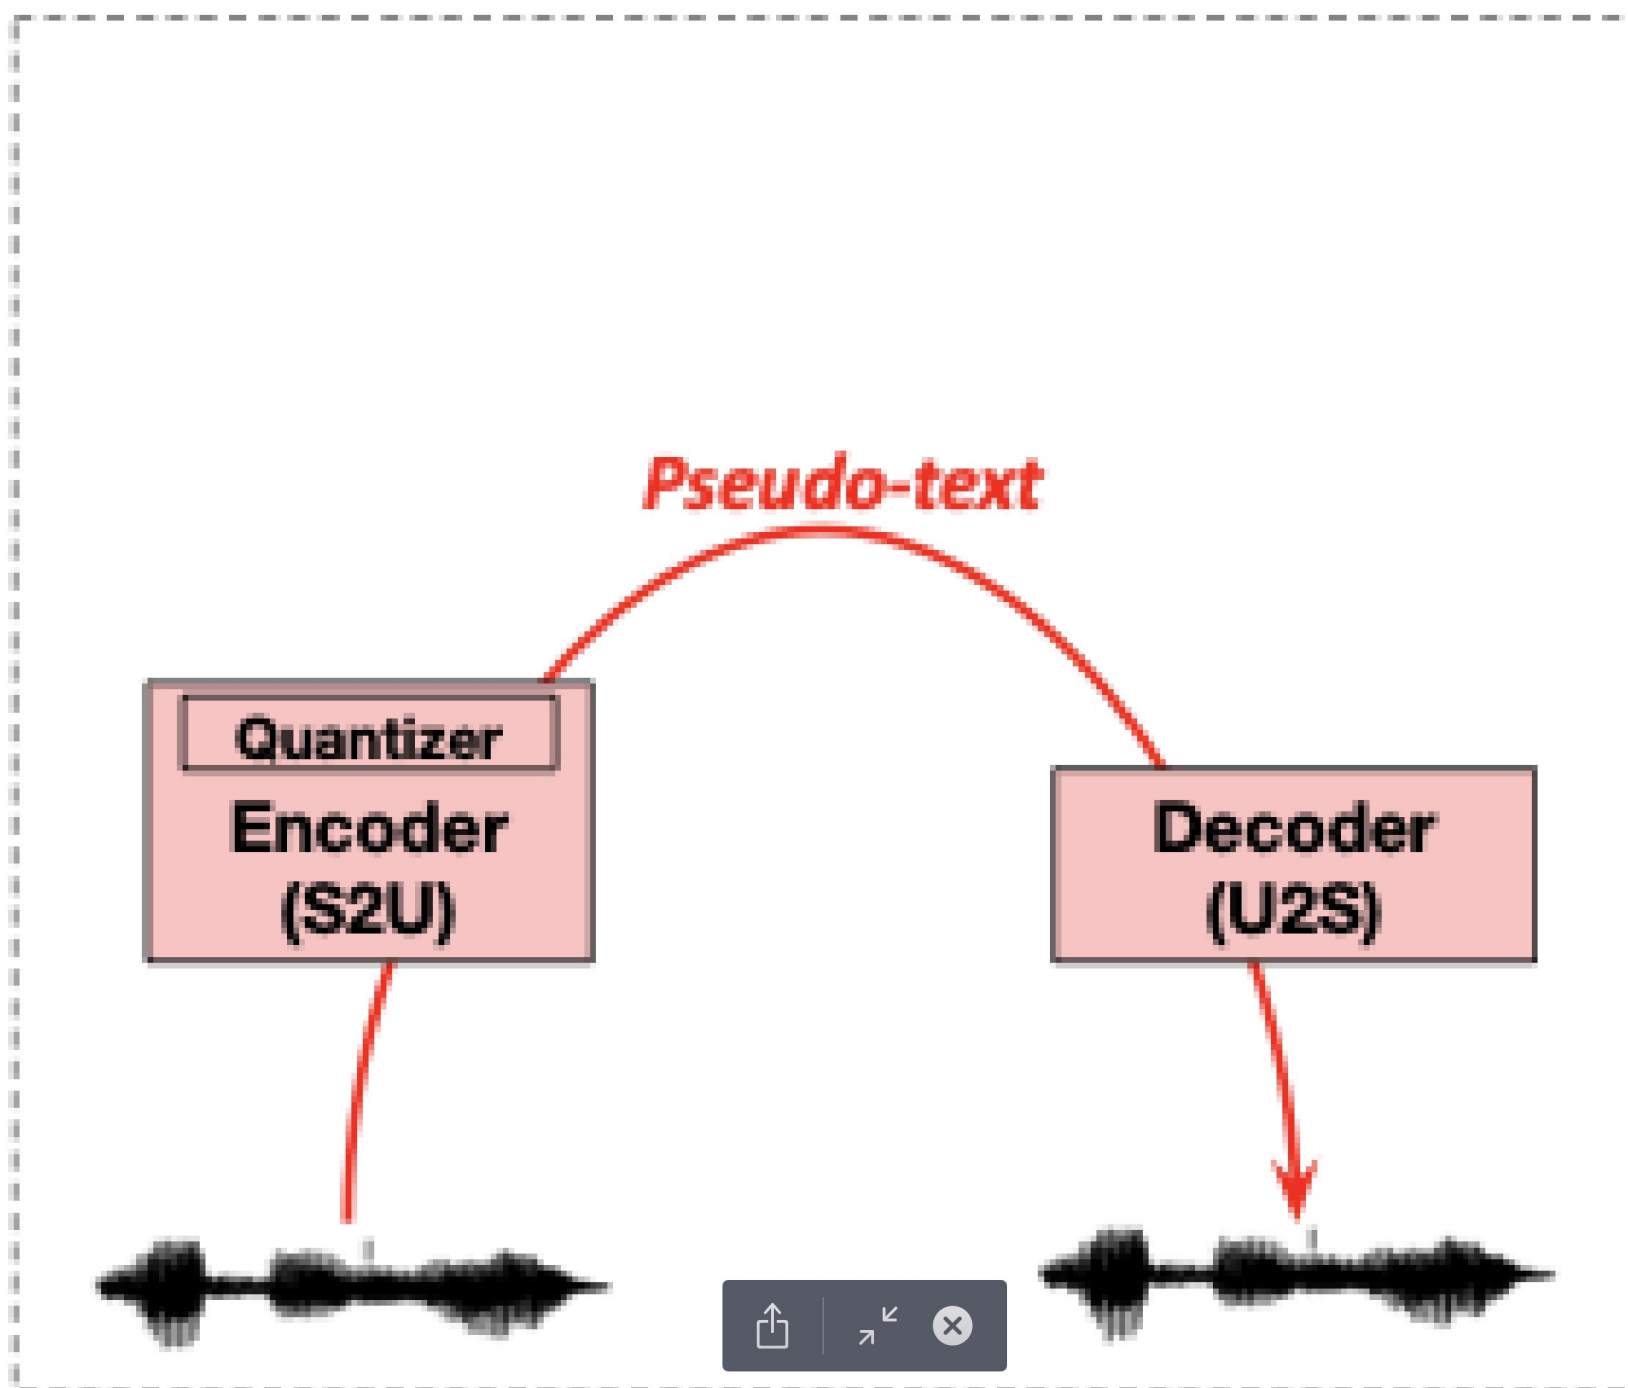 Pseudo-text
Quantizer
Encoder
(S2U)
Decoder
(U2S)